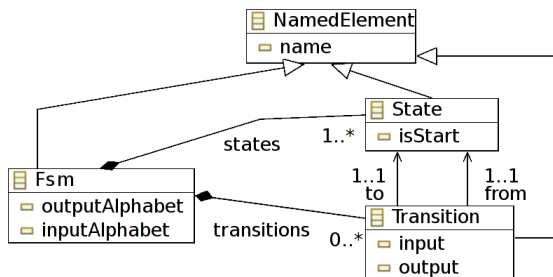 NamedElement
name
State
isStart
1..*
states
Fsm
outputAlphabet
inputAlphabet
1..1
to
1..1
from
transitions
0..*
Transition
input
output